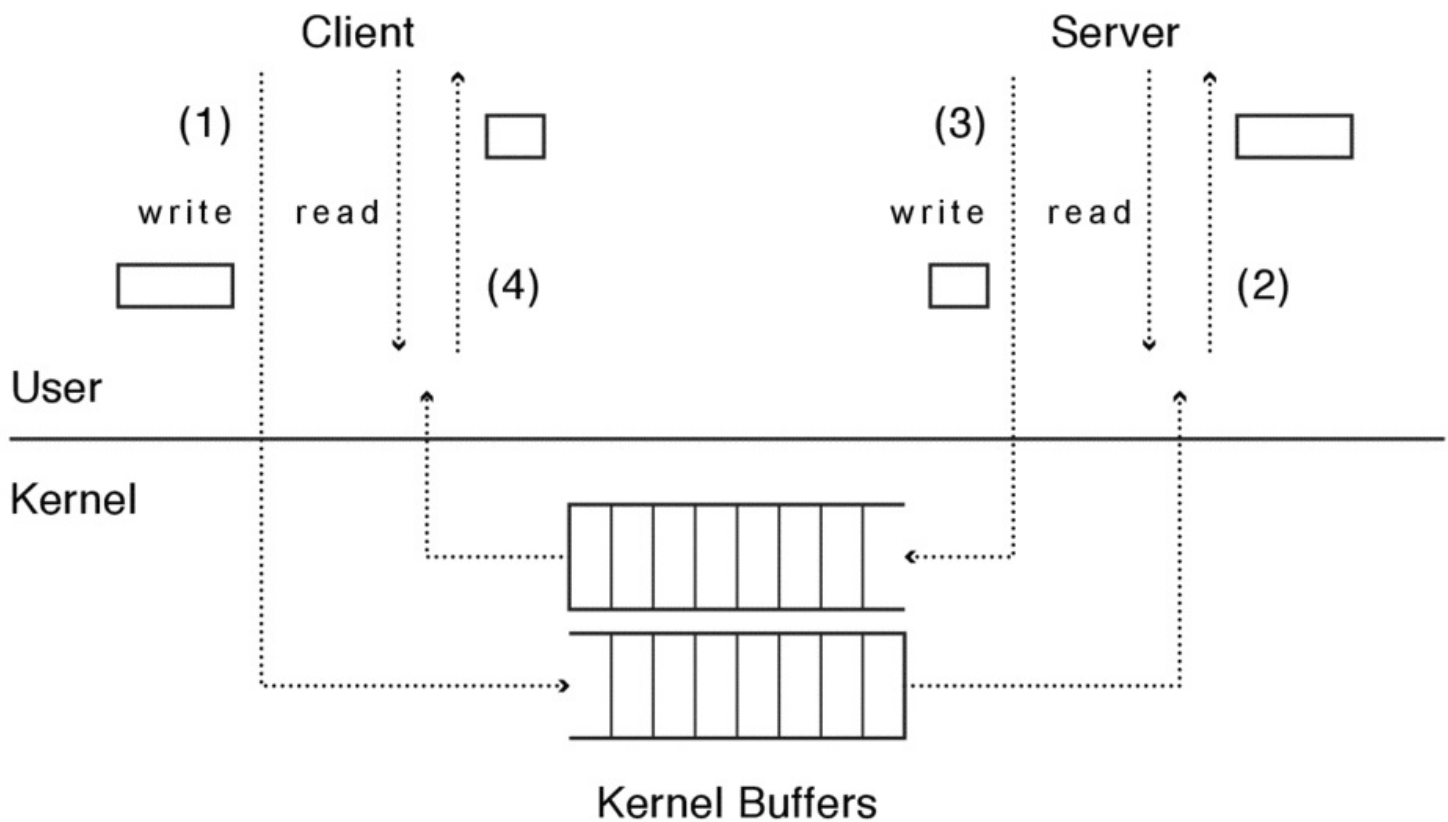 Client
Server
(1)
(3)
write
read
write
read
(4)
(2)
User
Kernel
Kernel Buffers